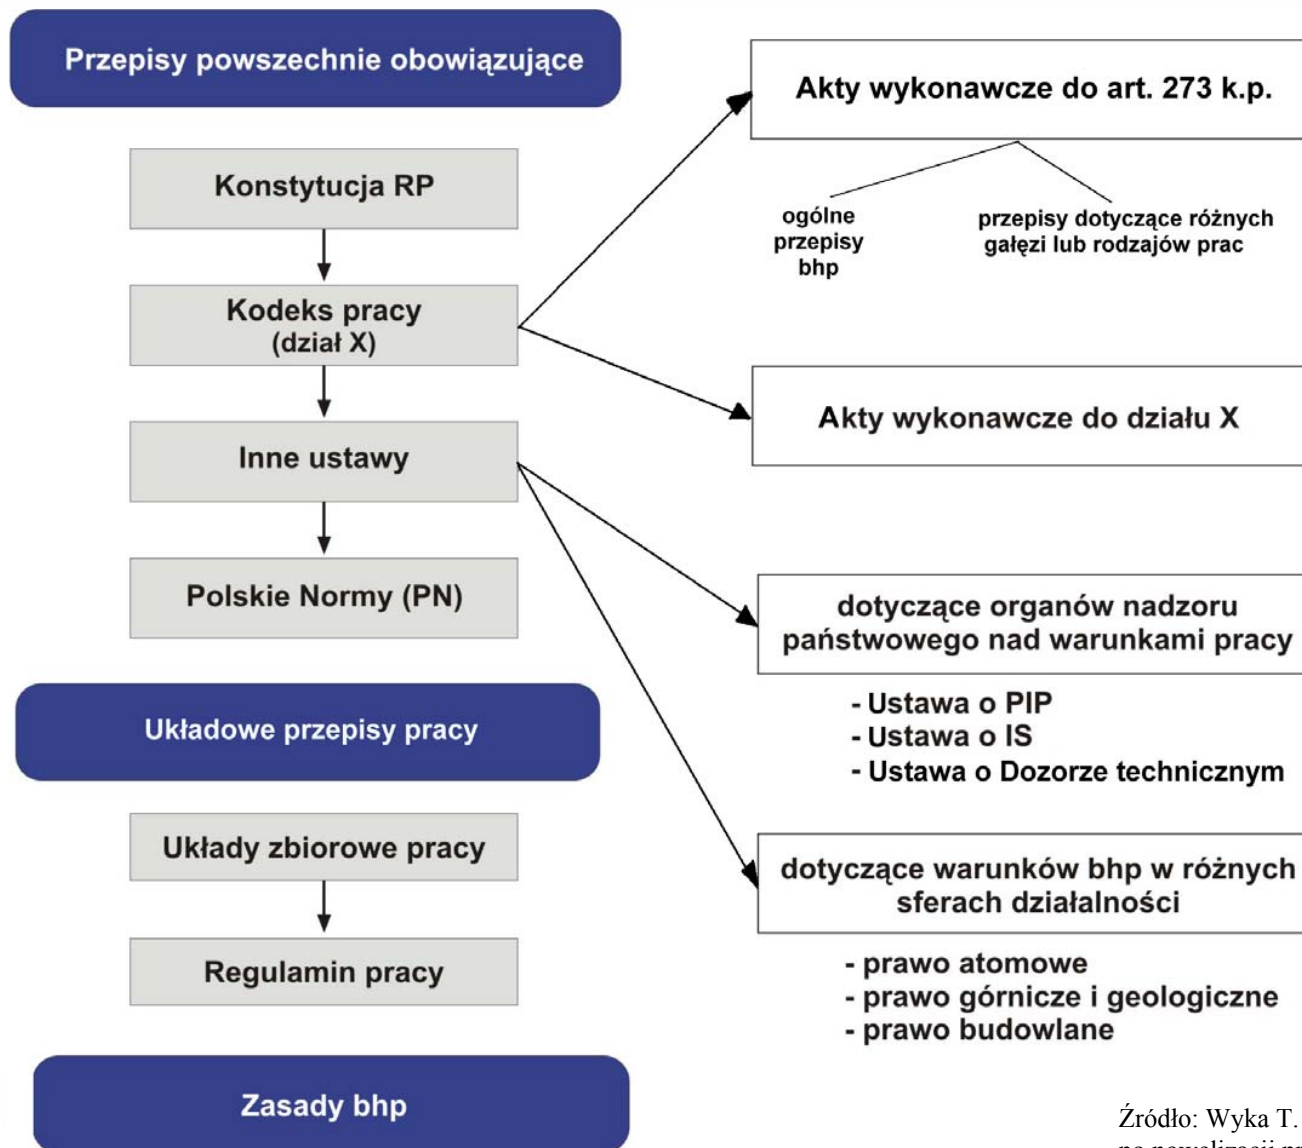 Przepisy powszechnie obowiązujące
Konstytucja RP
Kodeks pracy
(dział X)
Inne ustawy
Polskie Normy (PN)
Układowe przepisy pracy
Układy zbiorowe pracy
Regulamin pracy
Zasady bhp
Akty wykonawcze do art. 273 k.p.
ogólne
przepisy
bhp
przepisy dotyczące różnych
gałęzi lub rodzajów prac
Akty wykonawcze do działu X
dotyczące organów nadzoru
państwowego nad warunkami pracy
- Ustawa o PIP
- Ustawa o IS
- Ustawa o Dozorze technicznym
dotyczące warunków bhp w różnych
sferach działalności
- prawo atomowe
- prawo górnicze i geologiczne
- prawo budowlane
Źródło: Wyka T.